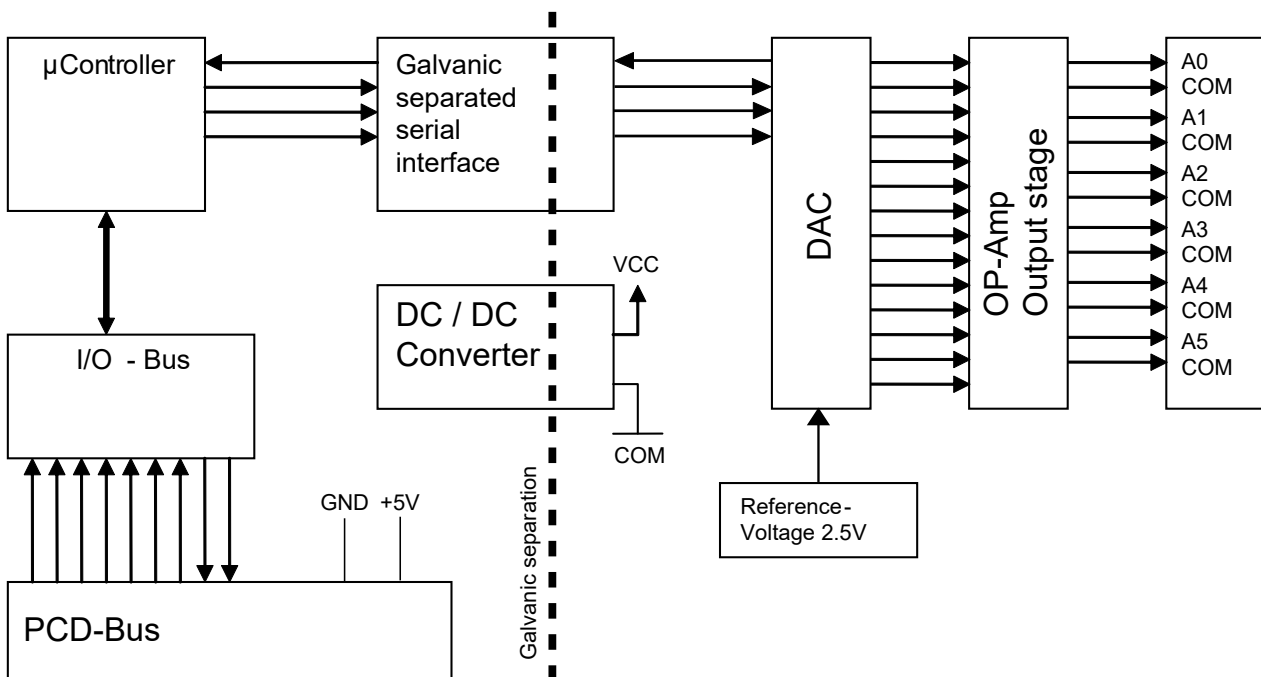 µController
Galvanic
separated
serial
interface
DAC
OP-Amp
Output stage
A0
COM
A1
COM
A2
COM
A3
COM
A4
COM
A5
COM
VCC
DC / DC
Converter
COM
I/O - Bus
Reference-
Voltage 2.5V
GND +5V
Galvanic separation
PCD-Bus